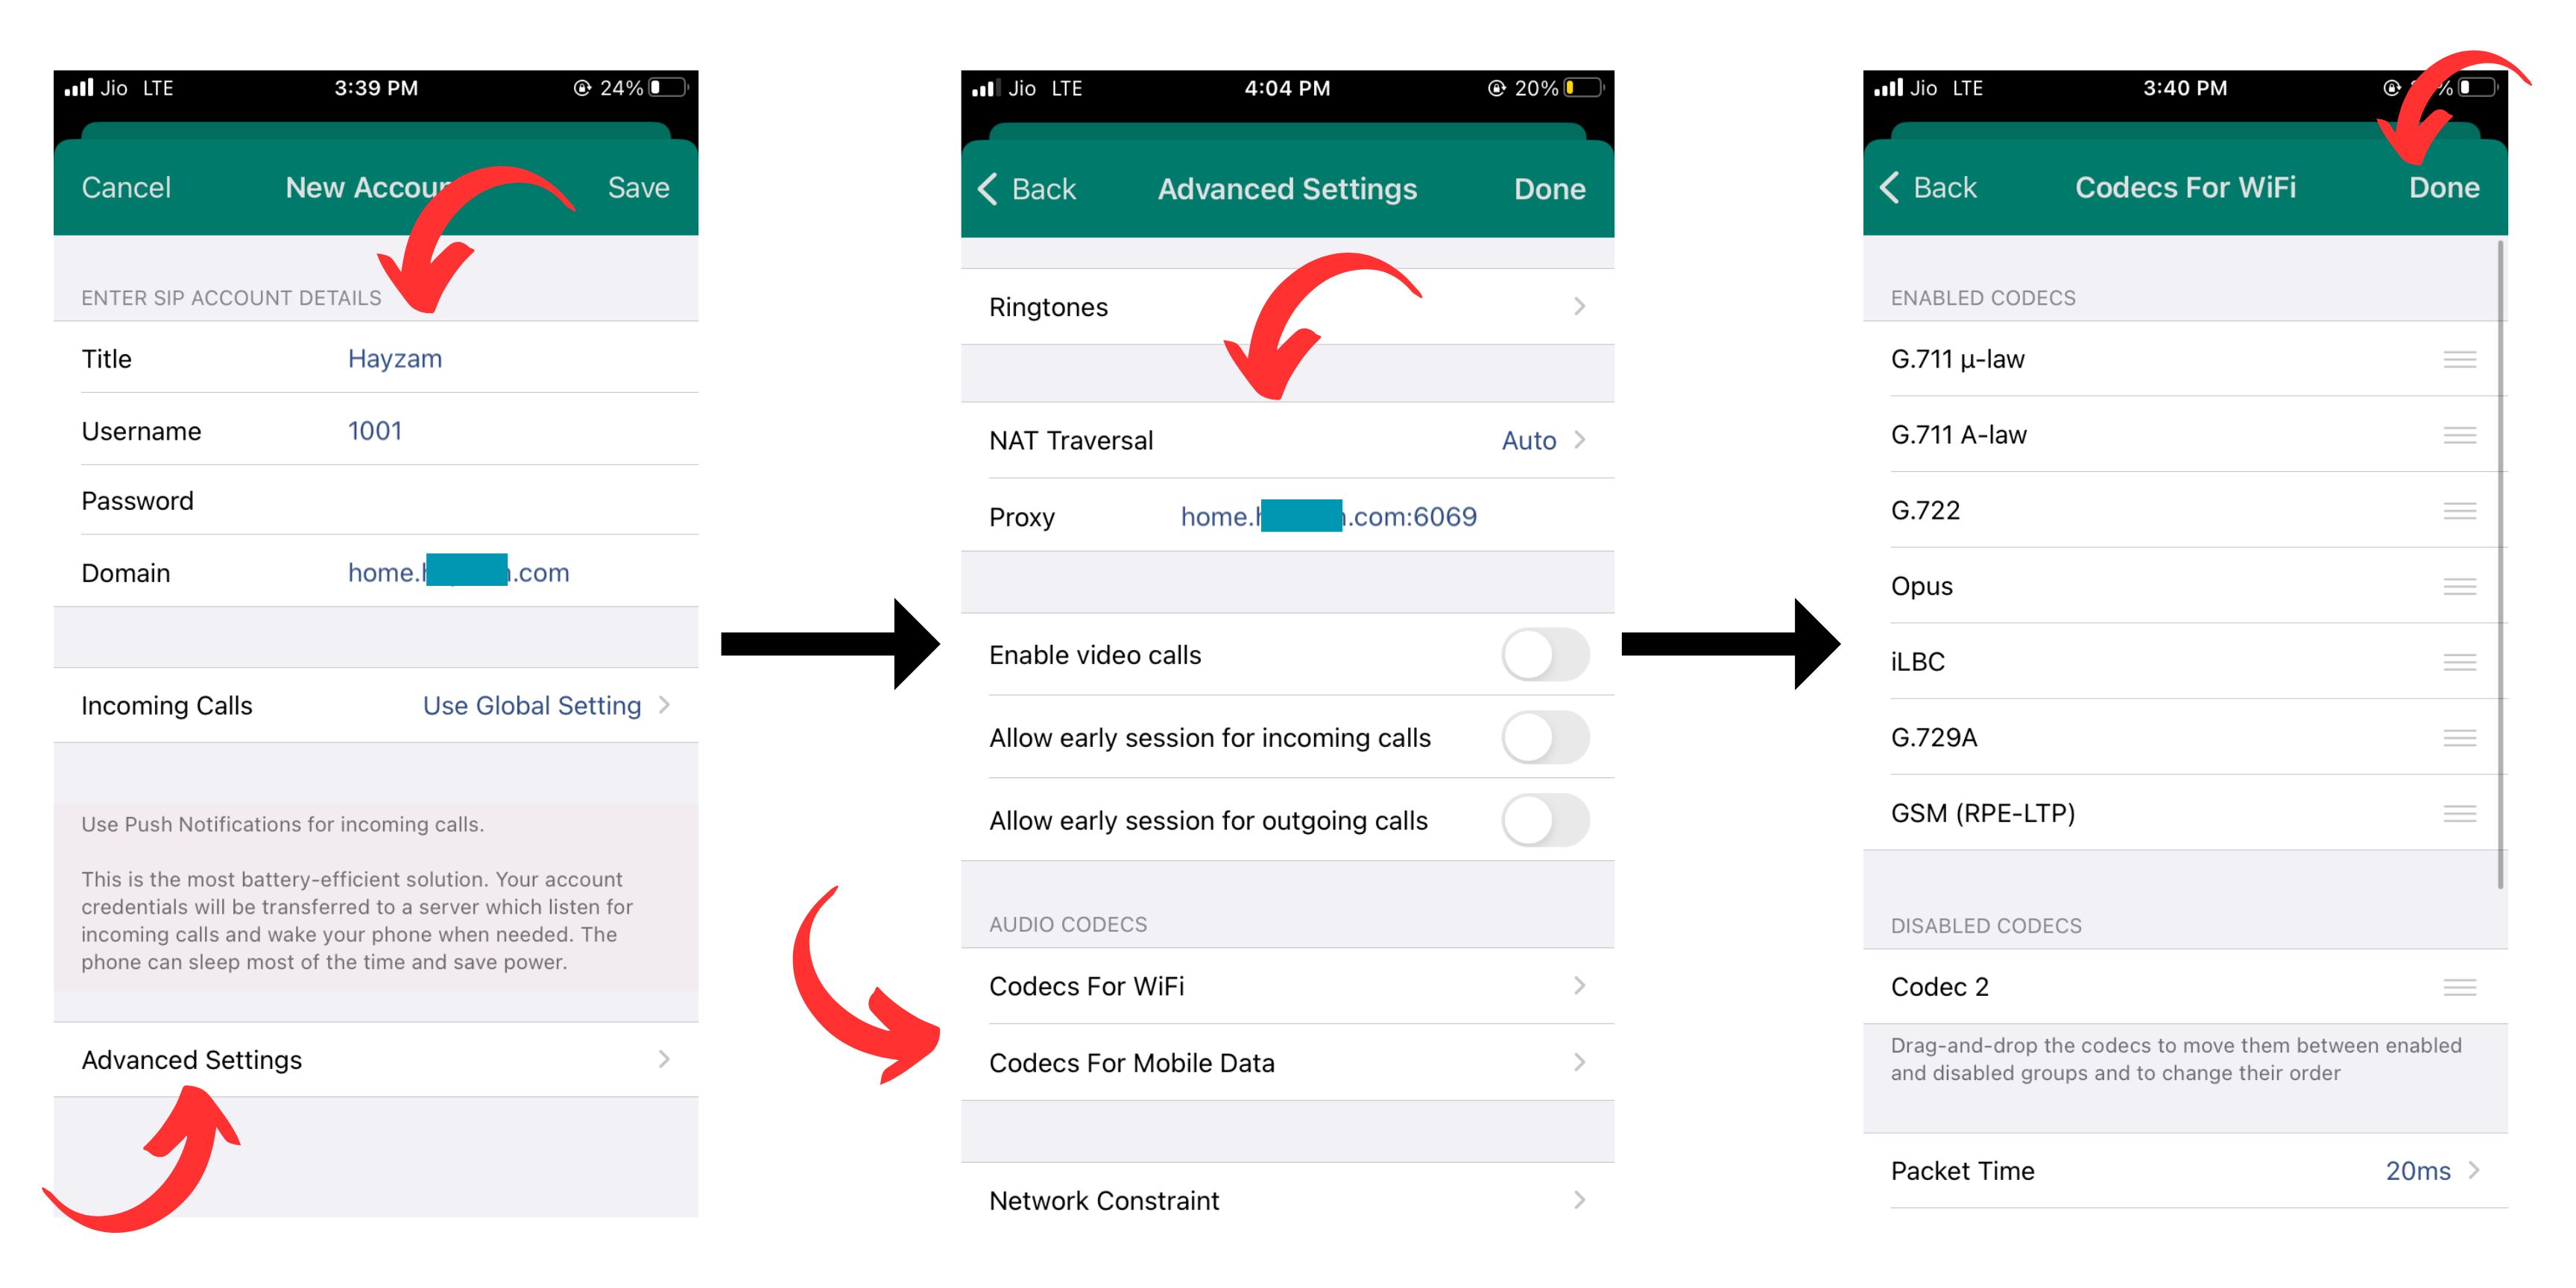 Jio LTE 3:39 PM 24%
Cancel New Accou Save
ENTER SIP ACCOUNT DETAILS
Title Hayzam
Username 1001
Password
Domain home.h .com
Incoming Calls Use Global Setting
Use Push Notifications for incoming calls.
This is the most battery-efficient solution. Your account
credentials will be transferred to a server which listen for
incoming calls and wake your phone when needed. The
phone can sleep most of the time and save power.
Advanced Settings
Jio LTE 4:04 PM 20%
Back Advanced Settings Done
Ringtones
NAT Traversal Auto
Proxy home. .com:6069
Enable video calls
Allow early session for incoming calls
Allow early session for outgoing calls
AUDIO CODECS
Codecs For WiFi
Codecs For Mobile Data
Network Constraint
Jio LTE 3:40 PM %
Back Codecs For WiFi Done
ENABLED CODECS
G.711 μ-law
G.711 A-law
G.722
Opus
iLBC
G.729A
GSM (RPE-LTP)
DISABLED CODECS
Codec 2
Drag-and-drop the codecs to move them between enabled
and disabled groups and to change their order
Packet Time 20ms